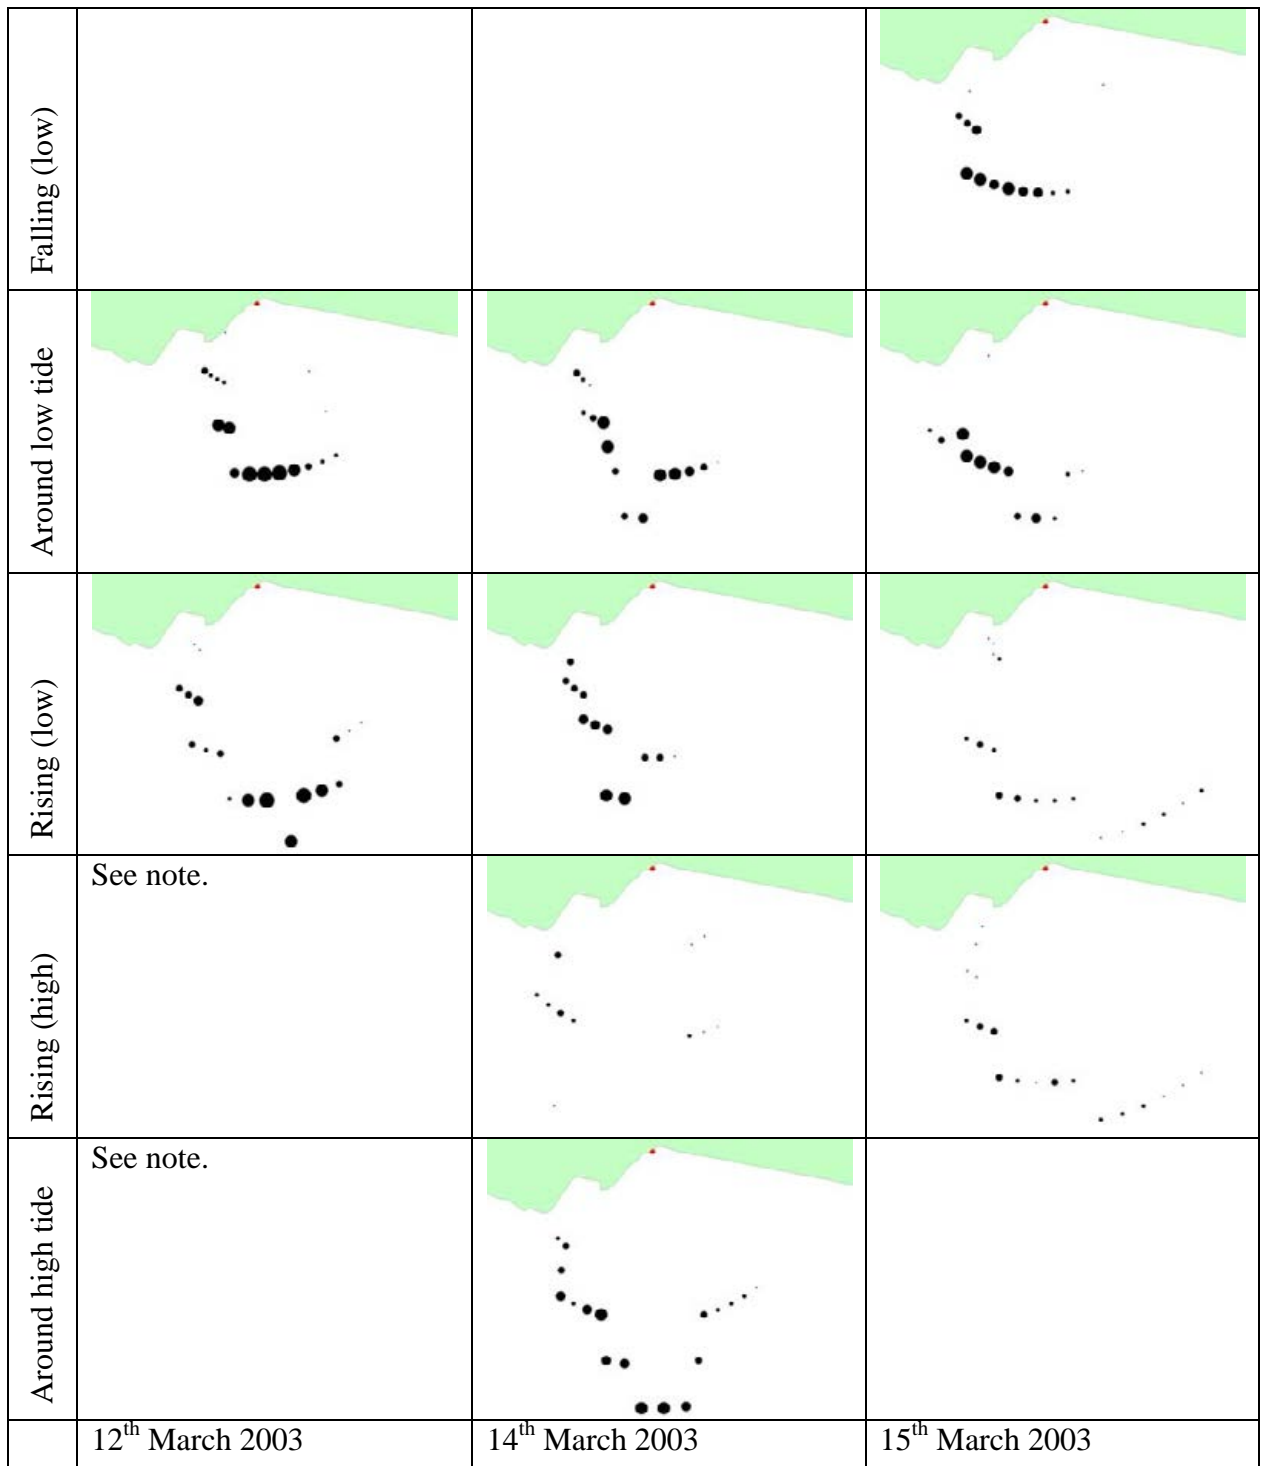 Falling (low)
Around low tide
Rising (low)
See note.
Rising (high)
See note.
Around high tide
12th March 2003
14th March 2003
15th March 2003